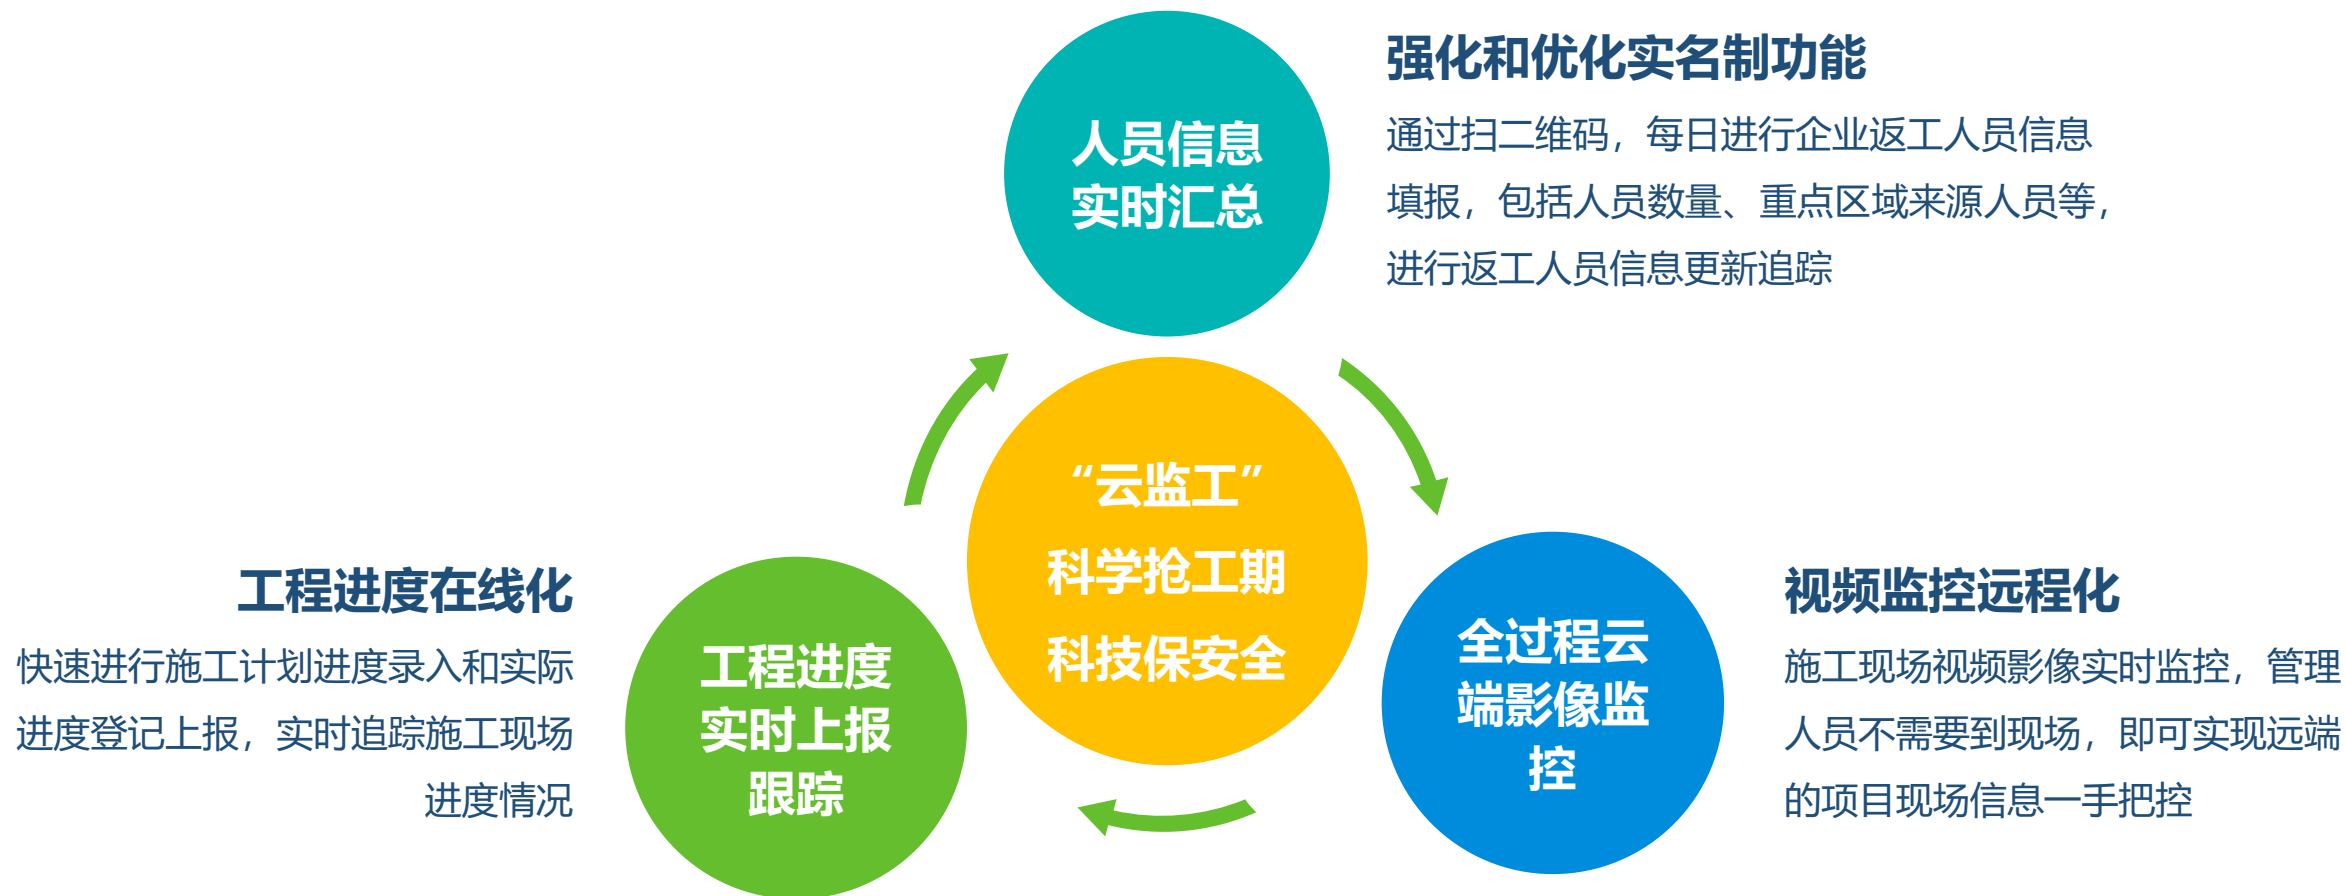 人员信息
实时汇总
强化和优化实名制功能
通过扫二维码，每日进行企业返工人员信息
填报，包括人员数量、重点区域来源人员等，
进行返工人员信息更新追踪
“云监工”
科学抢工期
科技保安全
工程进度在线化
快速进行施工计划进度录入和实际
进度登记上报，实时追踪施工现场
进度情况
工程进度
实时上报
跟踪
全过程云
端影像监
控
视频监控远程化
施工现场视频影像实时监控，管理
人员不需要到现场，即可实现远端
的项目现场信息一手把控